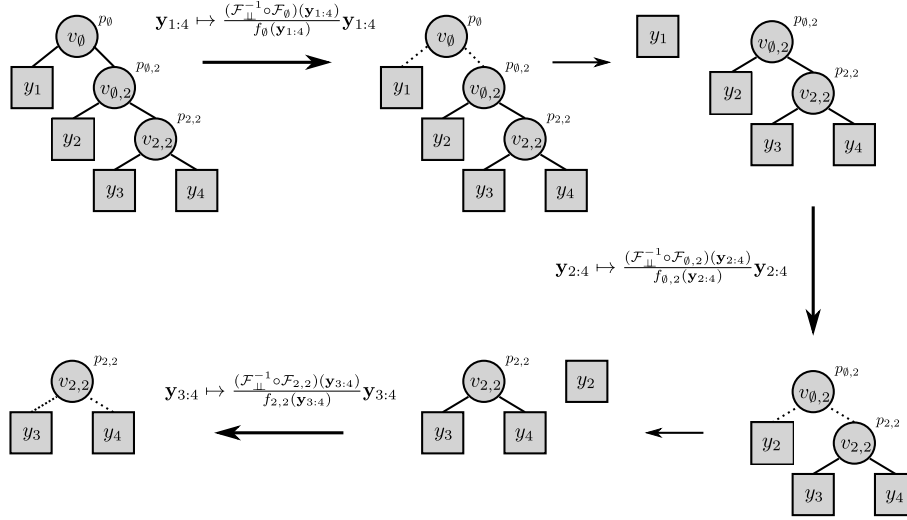 p_∅
v_∅
y_1
p_{∅,2}
v_{∅,2}
y_2
p_{2,2}
v_{2,2}
y_3 y_4
𝐲_{1:4} ↦ (ℱ_⫫^{-1}∘ℱ_∅)(𝐲_{1:4}) / f_∅(𝐲_{1:4}) 𝐲_{1:4}
p_∅
v_∅
y_1
p_{∅,2}
v_{∅,2}
y_2
p_{2,2}
v_{2,2}
y_3 y_4
y_1
p_{∅,2}
v_{∅,2}
y_2
p_{2,2}
v_{2,2}
y_3 y_4
𝐲_{2:4} ↦ (ℱ_⫫^{-1}∘ℱ_{∅,2})(𝐲_{2:4}) / f_{∅,2}(𝐲_{2:4}) 𝐲_{2:4}
p_{∅,2}
v_{∅,2}
y_2
p_{2,2}
v_{2,2}
y_3 y_4
y_2
p_{2,2}
v_{2,2}
y_3 y_4
𝐲_{3:4} ↦ (ℱ_⫫^{-1}∘ℱ_{2,2})(𝐲_{3:4}) / f_{2,2}(𝐲_{3:4}) 𝐲_{3:4}
p_{2,2}
v_{2,2}
y_3 y_4